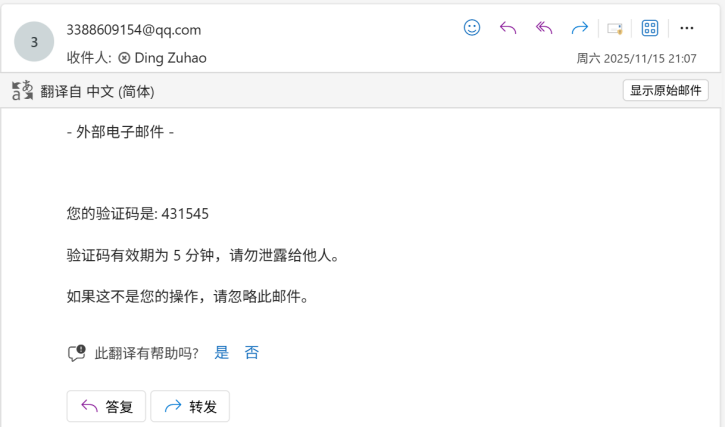 3
3388609154@qq.com
收件人: Ding Zuhao
周六 2025/11/15 21:07
翻译自 中文 (简体)
显示原始邮件
- 外部电子邮件 -
您的验证码是: 431545
验证码有效期为 5 分钟，请勿泄露给他人。
如果这不是您的操作，请忽略此邮件。
此翻译有帮助吗? 是 否
答复
转发